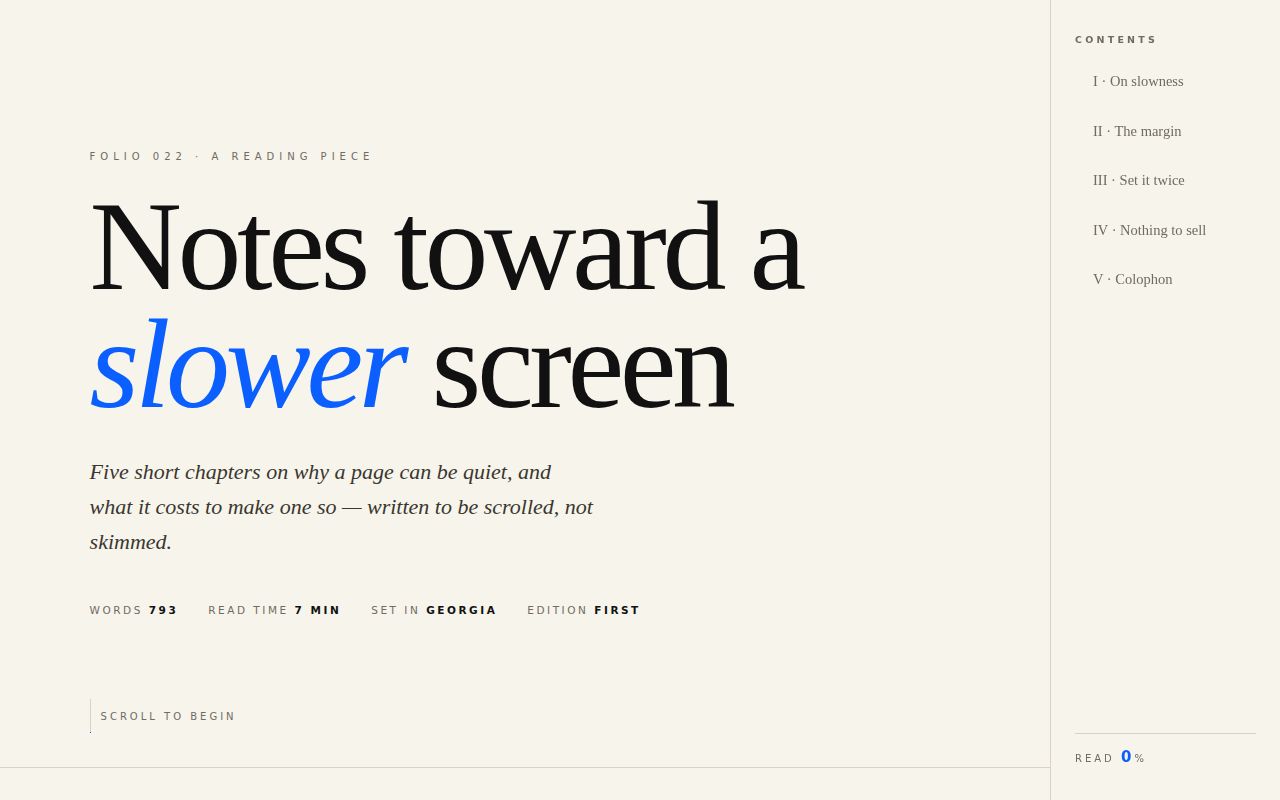 FOLIO 022 · A READING PIECE
Notes toward a
slower screen
Five short chapters on why a page can be quiet, and
what it costs to make one so — written to be scrolled, not
skimmed.
WORDS 793 READ TIME 7 MIN SET IN GEORGIA EDITION FIRST
SCROLL TO BEGIN
CONTENTS
I · On slowness
II · The margin
III · Set it twice
IV · Nothing to sell
V · Colophon
READ 0%